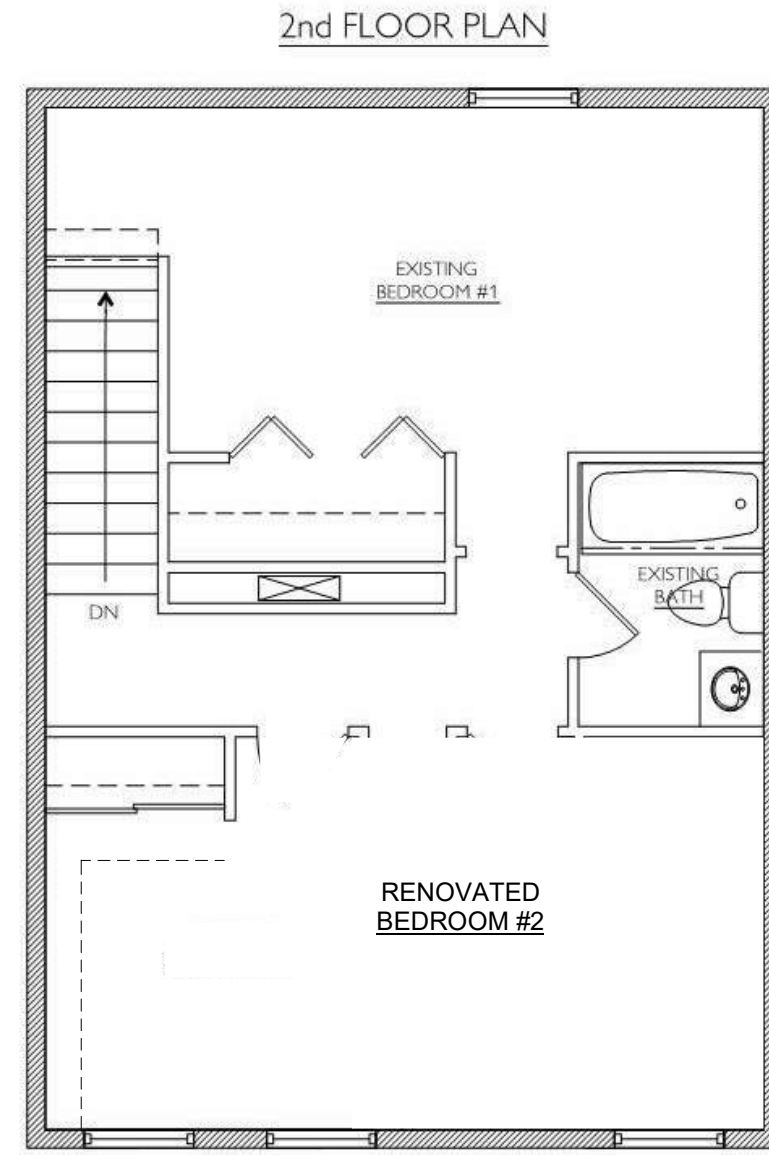 2nd FLOOR PLAN
EXISTING
BEDROOM #1
EXISTING
BATH
DN
RENOVATED
BEDROOM #2